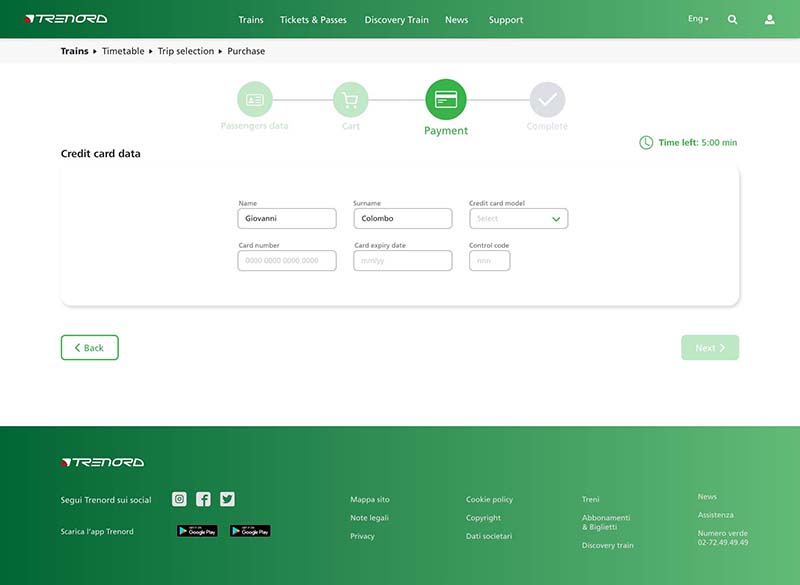 TRENORD
Trains Tickets & Passes Discovery Train News Support
Eng
Trains Timetable Trip selection Purchase
Passengers data Cart Payment Complete
Time left: 5:00 min
Credit card data
Name Surname Credit card model
Giovanni Colombo Select
Card number Card expiry date Control code
0000 0000 0000 0000 mm/yy nnn
Back Next
TRENORD
Segui Trenord sui social
Scarica l'app Trenord
Google Play Google Play
Mappa sito
Note legali
Privacy
Cookie policy
Copyright
Dati societari
Treni
Abbonamenti
& Biglietti
Discovery train
News
Assistenza
Numero verde
02-72.49.49.49